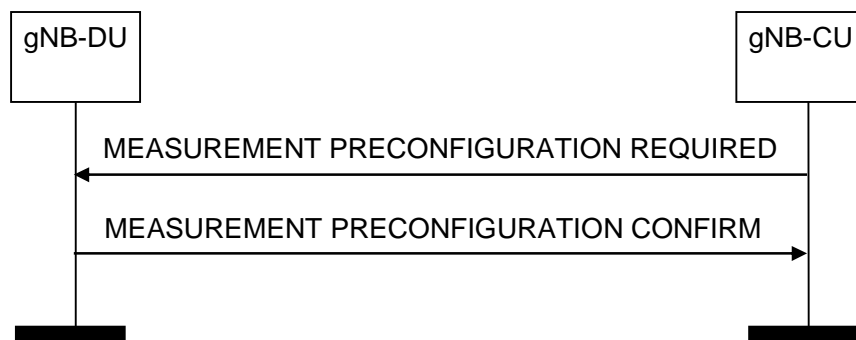 gNB-DU
gNB-CU
MEASUREMENT PRECONFIGURATION REQUIRED
MEASUREMENT PRECONFIGURATION CONFIRM